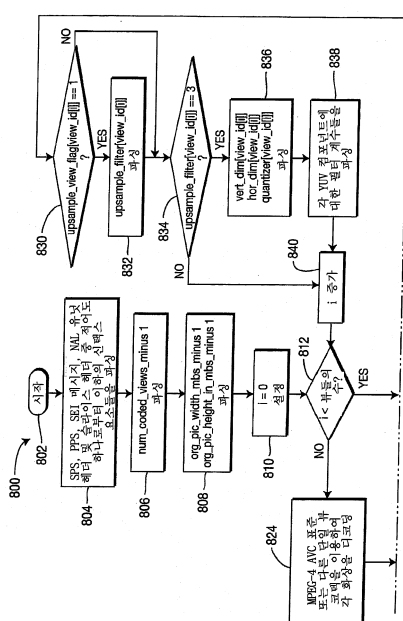 800
시작
802
SPS, PPS, SEI 메시지, NAL 유닛
헤더 및 슬라이스 헤더 중 적어도
하나로부터 이하의 신택스
요소들을 파싱
804
num_coded_views_minus 1
파싱
806
org_pic_width_mbs_minus 1
org_pic_height_in_mbs_minus 1
파싱
808
i = 0
설정
810
i < 뷰들의
수?
812
NO
YES
MPEG-4 AVC 표준
또는 다른 단일 뷰
코덱을 이용하여
각 화상을 디코딩
824
upsample_view_flag[view_id[i]] == 1
?
830
NO
YES
upsample_filter[view_id[i]]
파싱
832
upsample_filter[view_id[i]] == 3
?
834
NO
YES
vert_dim[view_id[i]]
hor_dim[view_id[i]]
quantizer[view_id[i]]
파싱
836
각 YUV 컴포넌트에
대한 필터 계수들을
파싱
838
i 증가
840